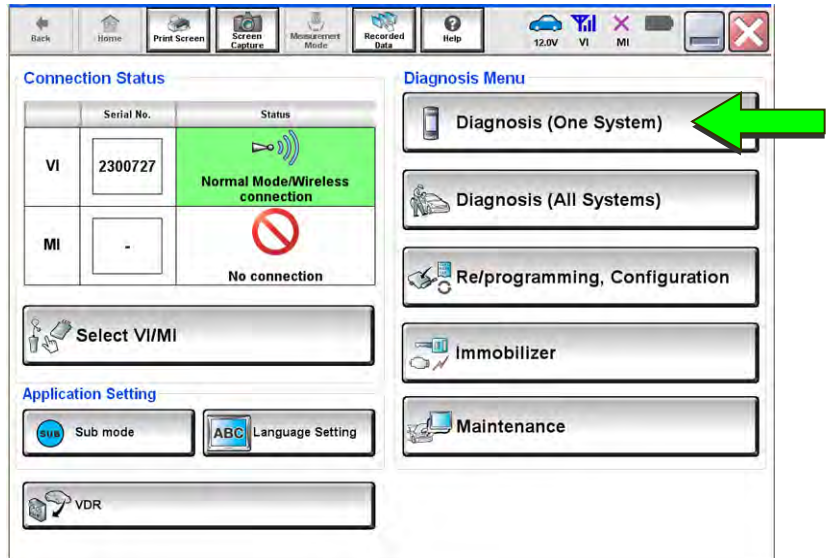 Back
Home
Print Screen
Screen
Capture
Measurement
Mode
Recorded
Data
Help
12.0V
VI
MI
Connection Status
Serial No.
Status
VI
2300727
Normal Mode/Wireless
connection
MI
-
No connection
Select VI/MI
Application Setting
SUB
Sub mode
ABC
Language Setting
VDR
Diagnosis Menu
Diagnosis (One System)
Diagnosis (All Systems)
Re/programming, Configuration
Immobilizer
Maintenance